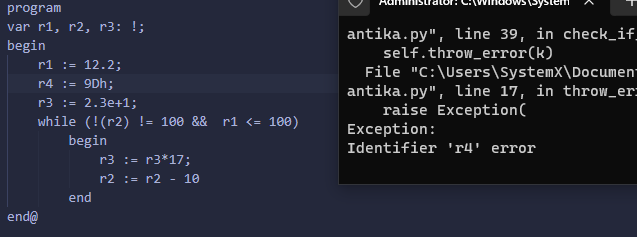 program
var r1, r2, r3: !;
begin
r1 := 12.2;
r4 := 9Dh;
r3 := 2.3e+1;
while (!(r2) != 100 && r1 <= 100)
begin
r3 := r3*17;
r2 := r2 - 10
end
end@
Administrator: C:\Windows\System
antika.py", line 39, in check_if_
self.throw_error(k)
File "C:\Users\SystemX\Document
antika.py", line 17, in throw_er
raise Exception(
Exception:
Identifier 'r4' error